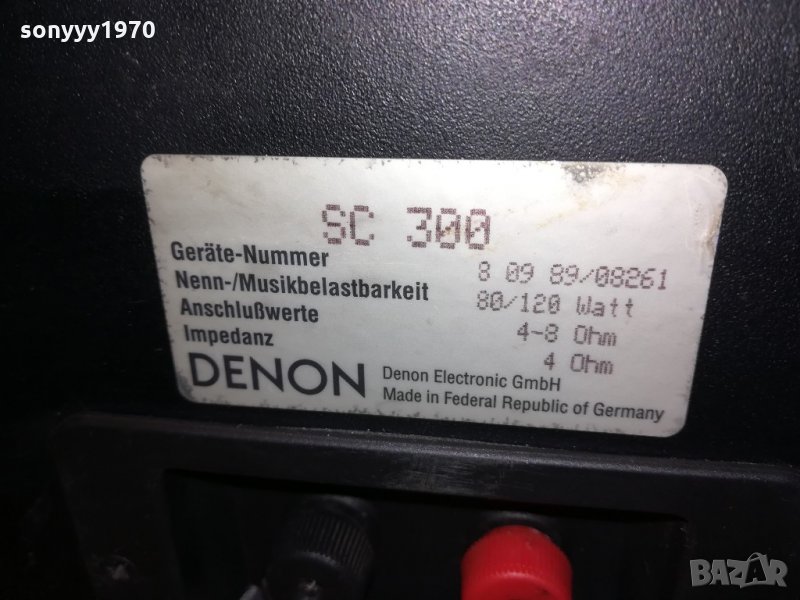 sonyyy1970
SC 300
Geräte-Nummer 8 09 89/08261
Nenn-/Musikbelastbarkeit 80/120 Watt
Anschlußwerte 4-8 Ohm
Impedanz 4 Ohm
DENON
Denon Electronic GmbH
Made in Federal Republic of Germany
BAZAR